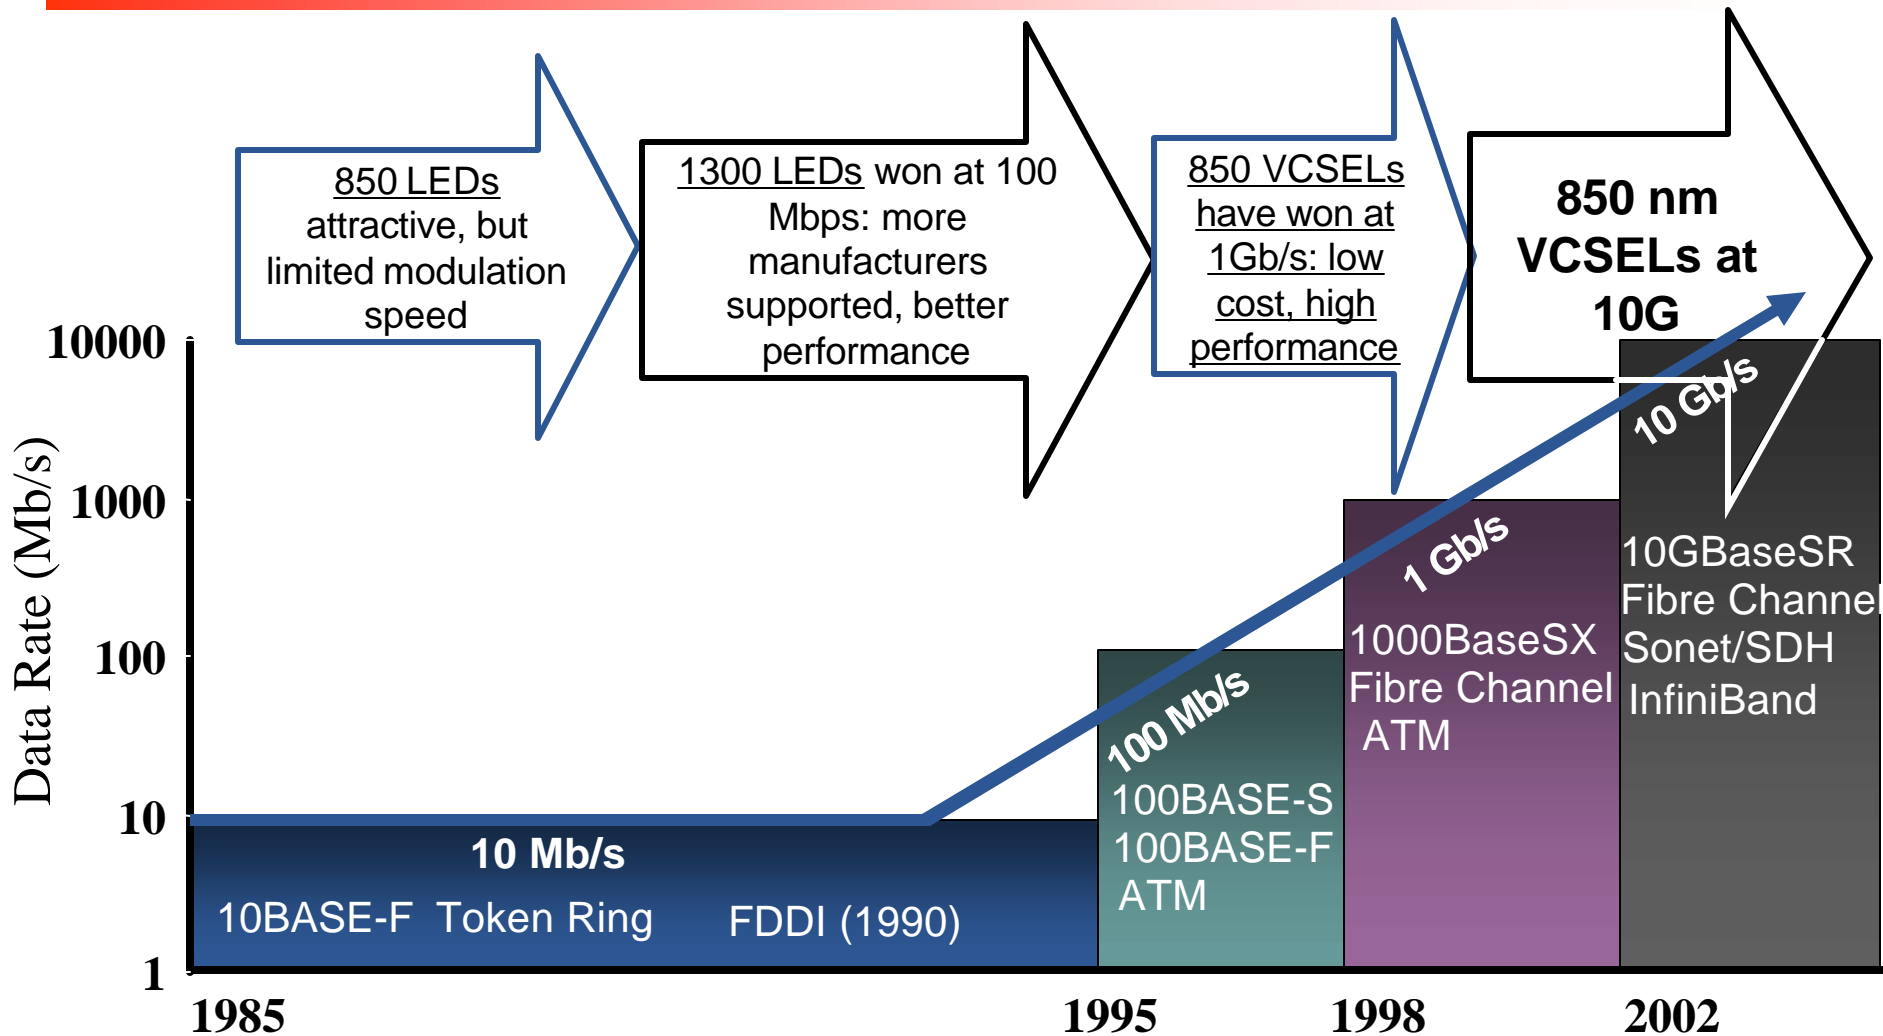 850 LEDs
attractive, but
limited modulation
speed
1300 LEDs won at 100
Mbps: more
manufacturers
supported, better
performance
850 VCSELs
have won at
1Gb/s: low
cost, high
performance
850 nm
VCSELs at
10G
Data Rate (Mb/s)
10000
1000
100
10
1
10 Mb/s
10BASE-F Token Ring FDDI (1990)
100 Mb/s
100BASE-S
100BASE-F
ATM
1 Gb/s
1000BaseSX
Fibre Channel
ATM
10 Gb/s
10GBaseSR
Fibre Channel
Sonet/SDH
InfiniBand
1985
1995
1998
2002